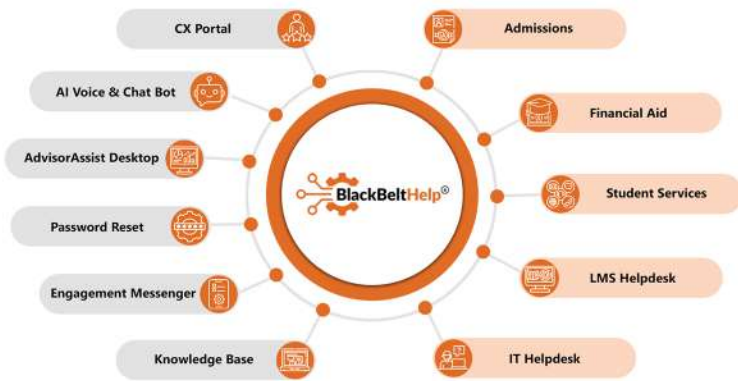 CX Portal
AI Voice & Chat Bot
AdvisorAssist Desktop
Password Reset
Engagement Messenger
Knowledge Base
BlackBeltHelp®
Admissions
Financial Aid
Student Services
LMS Helpdesk
IT Helpdesk